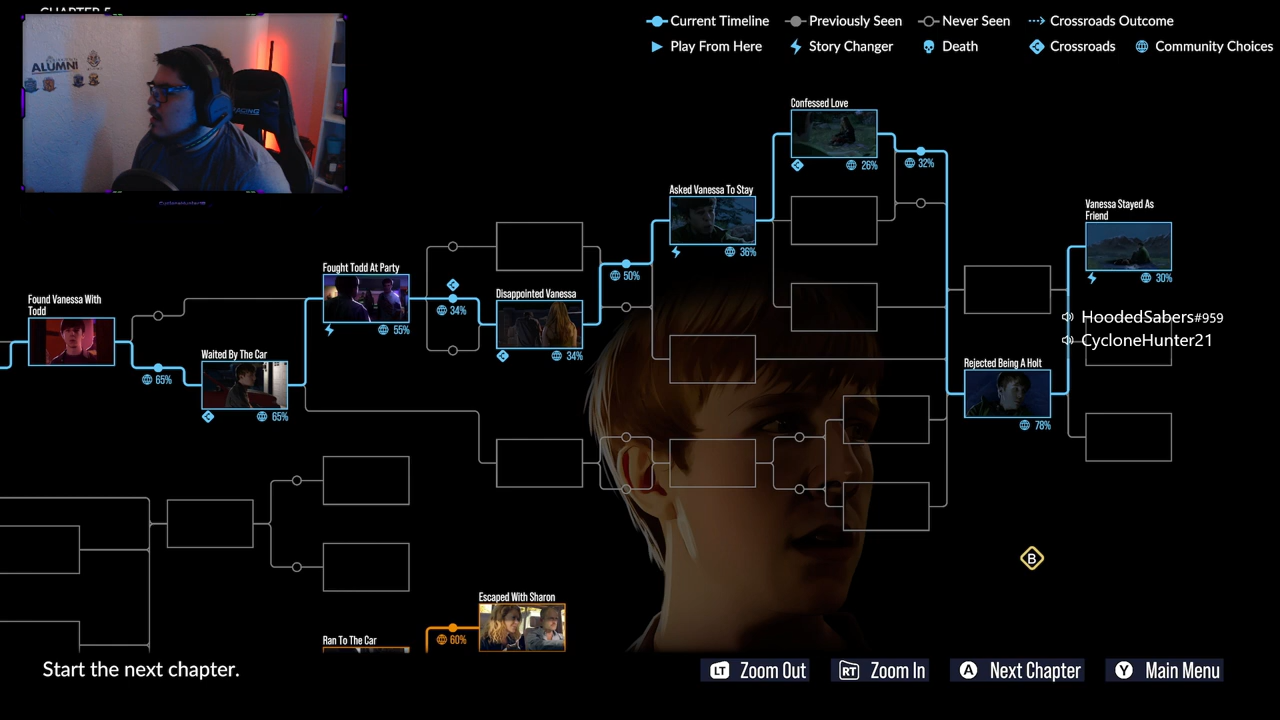 CHAPTER 5
Current Timeline
Previously Seen
Never Seen
Crossroads Outcome
Play From Here
Story Changer
Death
Crossroads
Community Choices
ALUMNI
RACING
Confessed Love
26%
32%
Asked Vanessa To Stay
36%
Vanessa Stayed As
Friend
30%
Fought Todd At Party
55%
34%
Disappointed Vanessa
34%
50%
Found Vanessa With
Todd
65%
Waited By The Car
65%
HoodedSabers#959
CycloneHunter21
Rejected Being A Holt
78%
B
Escaped With Sharon
60%
Ran To The Car
Start the next chapter.
LT Zoom Out
RT Zoom In
A Next Chapter
Y Main Menu